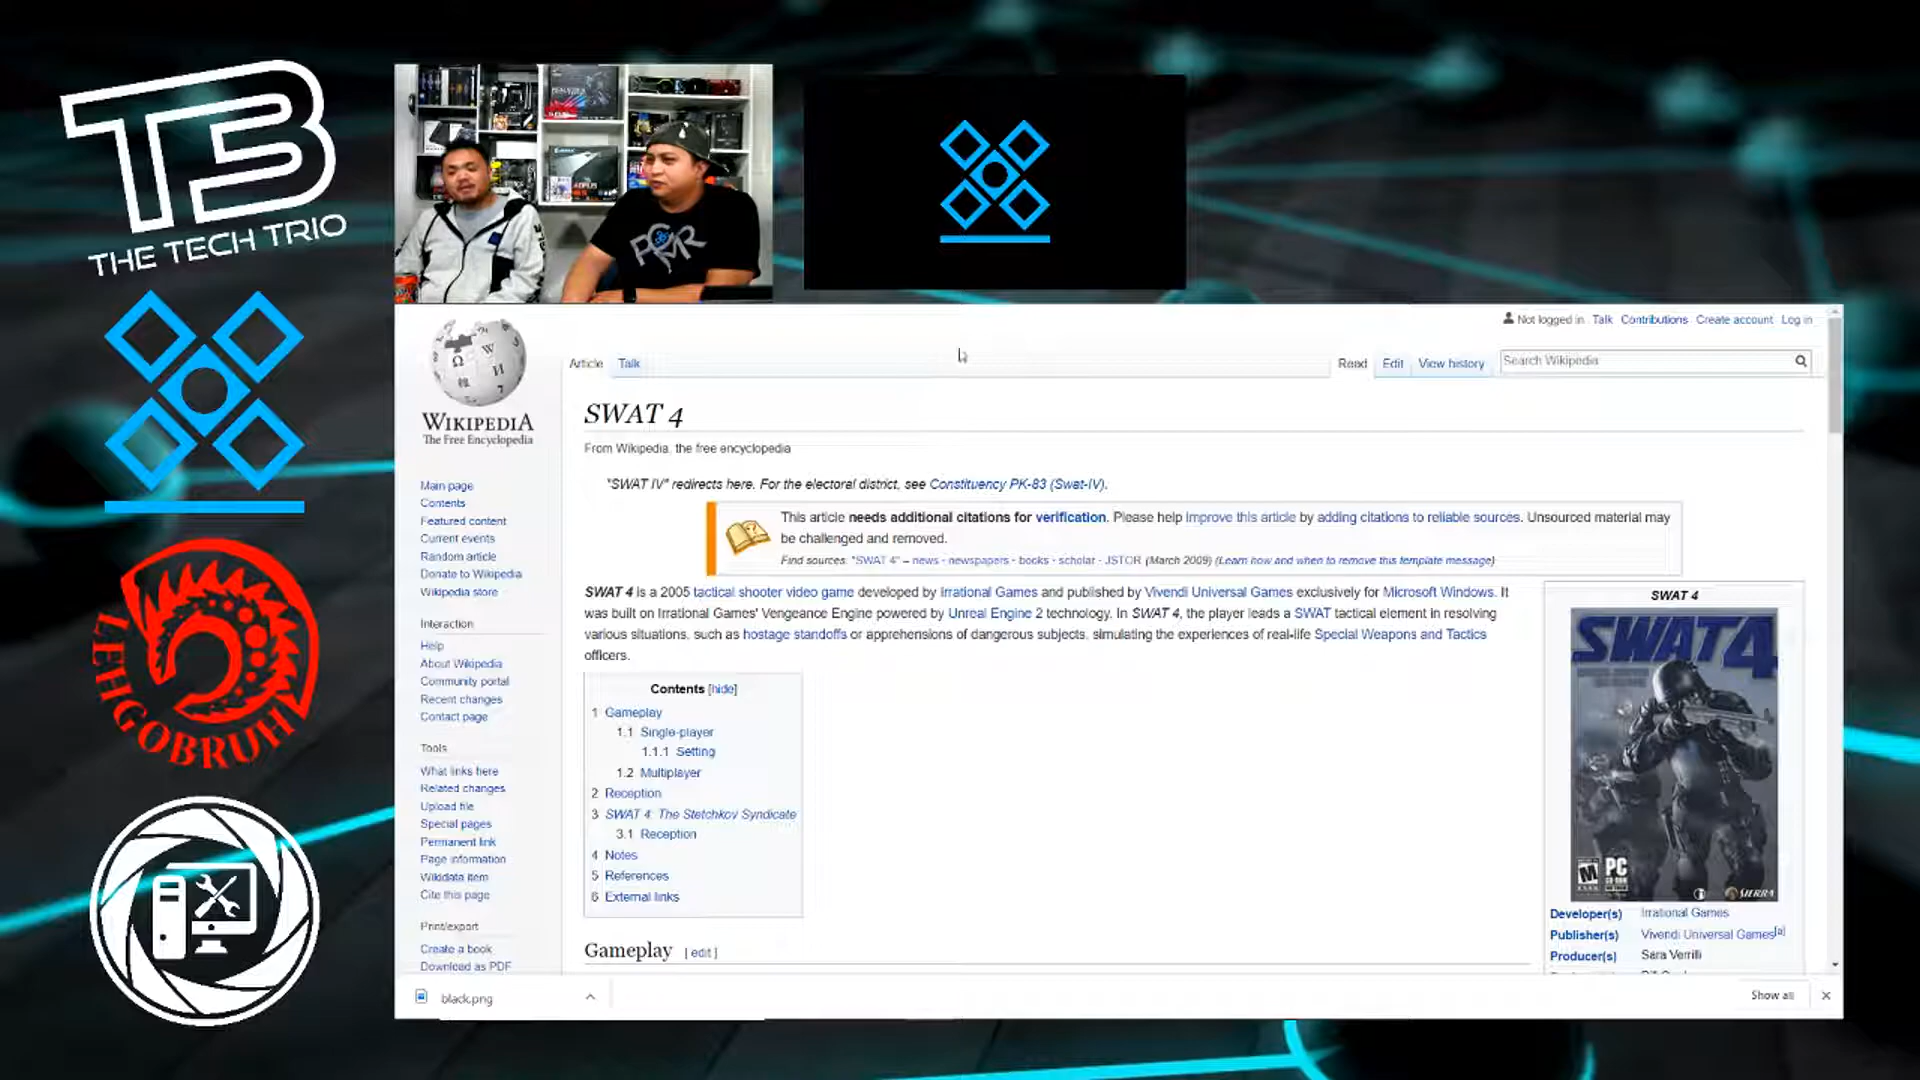 THE TECH TRIO
LEHGOBRUH
PCMR
WIKIPEDIA
The Free Encyclopedia
Main page
Contents
Featured content
Current events
Random article
Donate to Wikipedia
Wikipedia store
Interaction
Help
About Wikipedia
Community portal
Recent changes
Contact page
Tools
What links here
Related changes
Upload file
Special pages
Permanent link
Page information
Wikidata item
Cite this page
Print/export
Create a book
Download as PDF
Not logged in Talk Contributions Create account Log in
Article Talk Read Edit View history Search Wikipedia
SWAT 4
From Wikipedia, the free encyclopedia
"SWAT IV" redirects here. For the electoral district, see Constituency PK-83 (Swat-IV).
This article needs additional citations for verification. Please help improve this article by adding citations to reliable sources. Unsourced material may
be challenged and removed.
Find sources: "SWAT 4" – news · newspapers · books · scholar · JSTOR (March 2009) (Learn how and when to remove this template message)
SWAT 4 is a 2005 tactical shooter video game developed by Irrational Games and published by Vivendi Universal Games exclusively for Microsoft Windows. It
was built on Irrational Games' Vengeance Engine powered by Unreal Engine 2 technology. In SWAT 4, the player leads a SWAT tactical element in resolving
various situations, such as hostage standoffs or apprehensions of dangerous subjects, simulating the experiences of real-life Special Weapons and Tactics
officers.
Contents [hide]
1 Gameplay
1.1 Single-player
1.1.1 Setting
1.2 Multiplayer
2 Reception
3 SWAT 4: The Stetchkov Syndicate
3.1 Reception
4 Notes
5 References
6 External links
Gameplay [ edit ]
SWAT 4
SWAT 4
M PC
SIERRA
Developer(s) Irrational Games
Publisher(s) Vivendi Universal Games[a]
Producer(s) Sara Verrilli
black.png
Show all